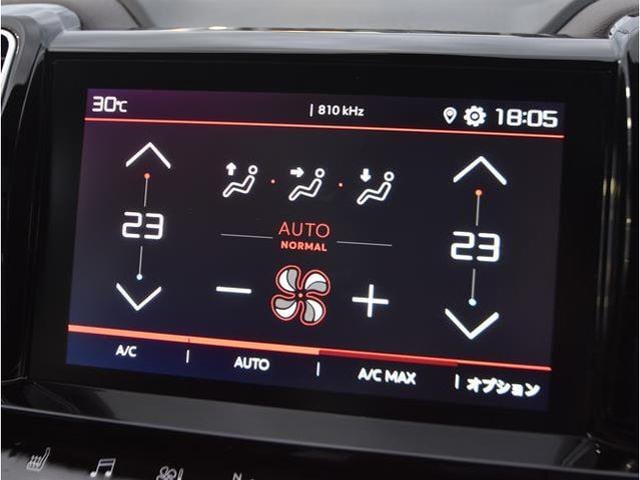 30℃ | 810 kHz 18:05
23 23
AUTO
NORMAL
A/C | AUTO | A/C MAX | オプション
N